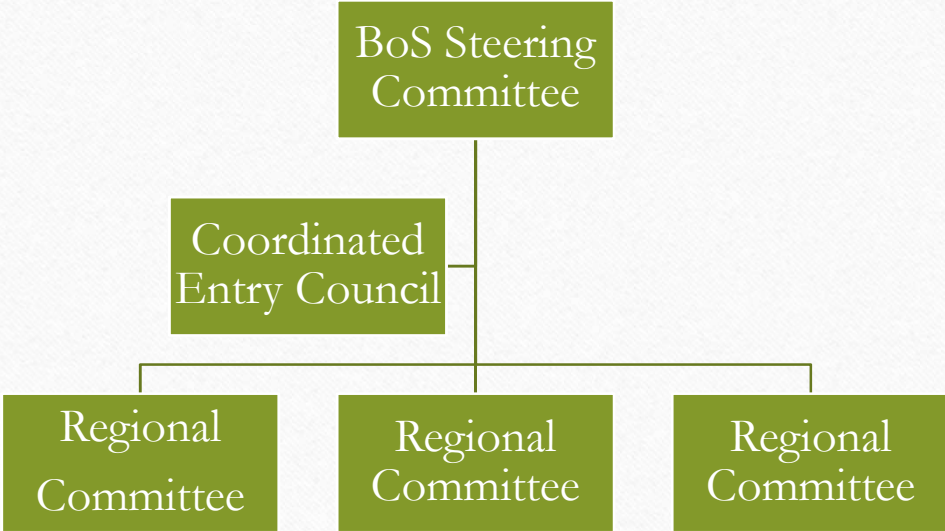 BoS Steering
Committee
Coordinated
Entry Council
Regional
Committee
Regional
Committee
Regional
Committee